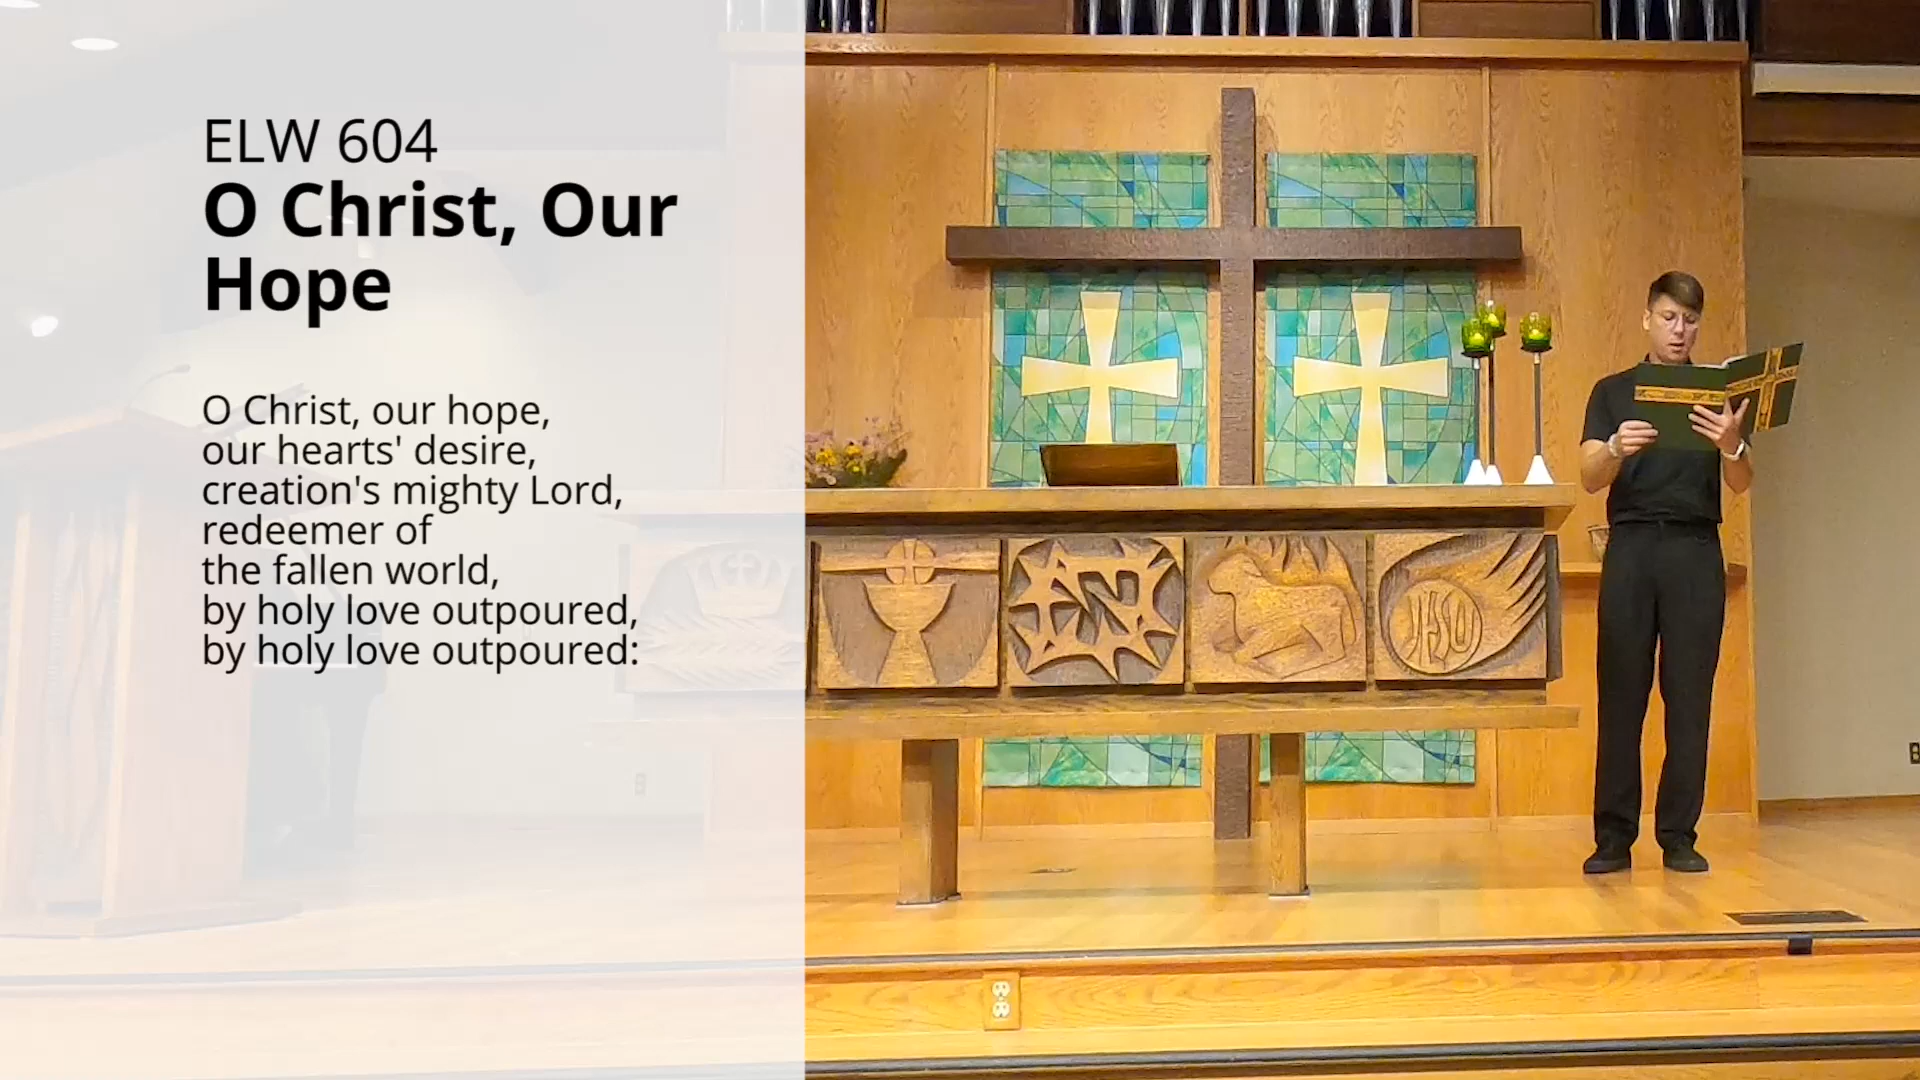 ELW 604
O Christ, Our
Hope
O Christ, our hope,
our hearts' desire,
creation's mighty Lord,
redeemer of
the fallen world,
by holy love outpoured,
by holy love outpoured: